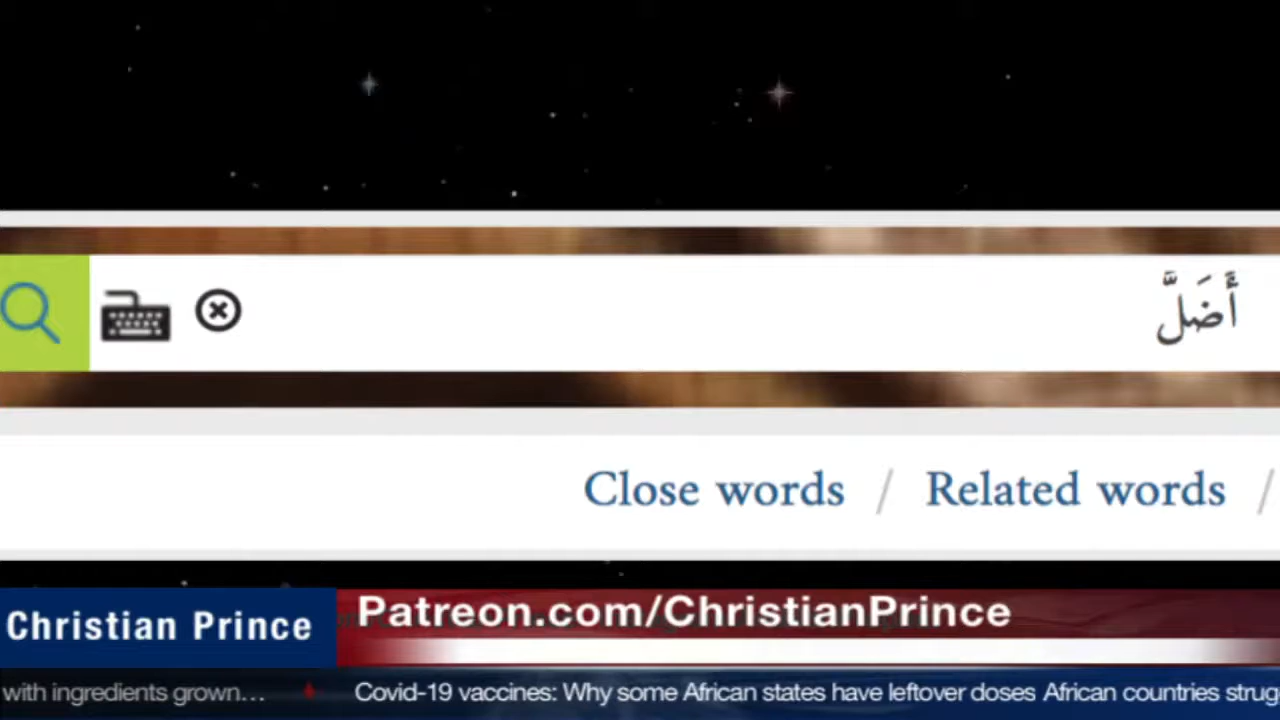 أَضَلَّ
Close words / Related words /
Patreon.com/ChristianPrince
Christian Prince
with ingredients grown… Covid-19 vaccines: Why some African states have leftover doses African countries strug